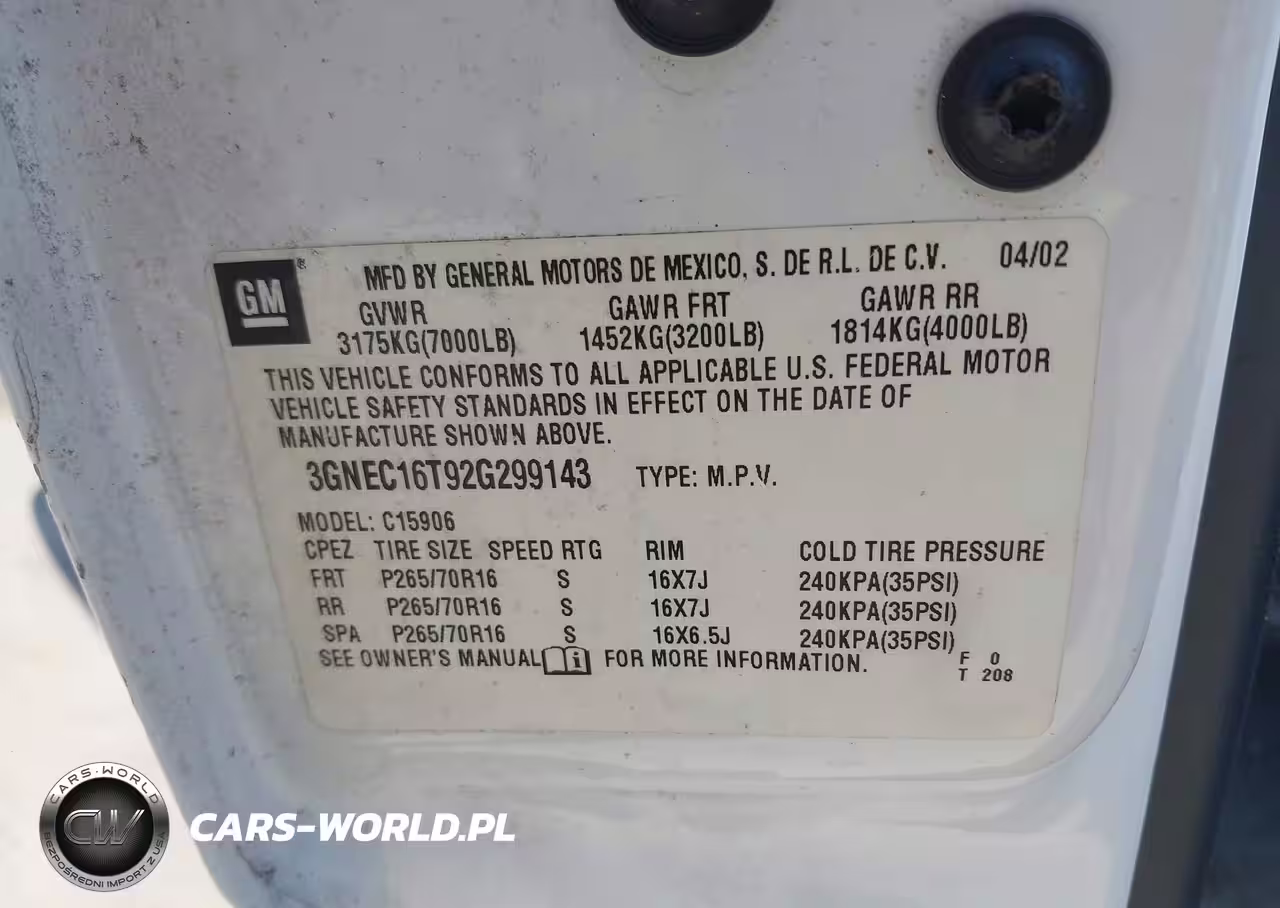 GM
MFD BY GENERAL MOTORS DE MEXICO, S. DE R.L. DE C.V. 04/02
GVWR GAWR FRT GAWR RR
3175KG(7000LB) 1452KG(3200LB) 1814KG(4000LB)
THIS VEHICLE CONFORMS TO ALL APPLICABLE U.S. FEDERAL MOTOR
VEHICLE SAFETY STANDARDS IN EFFECT ON THE DATE OF
MANUFACTURE SHOWN ABOVE.
3GNEC16T92G299143 TYPE: M.P.V.
MODEL: C15906
CPEZ TIRE SIZE SPEED RTG RIM COLD TIRE PRESSURE
FRT P265/70R16 S 16X7J 240KPA(35PSI)
RR P265/70R16 S 16X7J 240KPA(35PSI)
SPA P265/70R16 S 16X6.5J 240KPA(35PSI)
SEE OWNER'S MANUAL i FOR MORE INFORMATION. F 0
T 208
CARS-WORLD
CW
BEZPOŚREDNI IMPORT Z USA
CARS-WORLD.PL